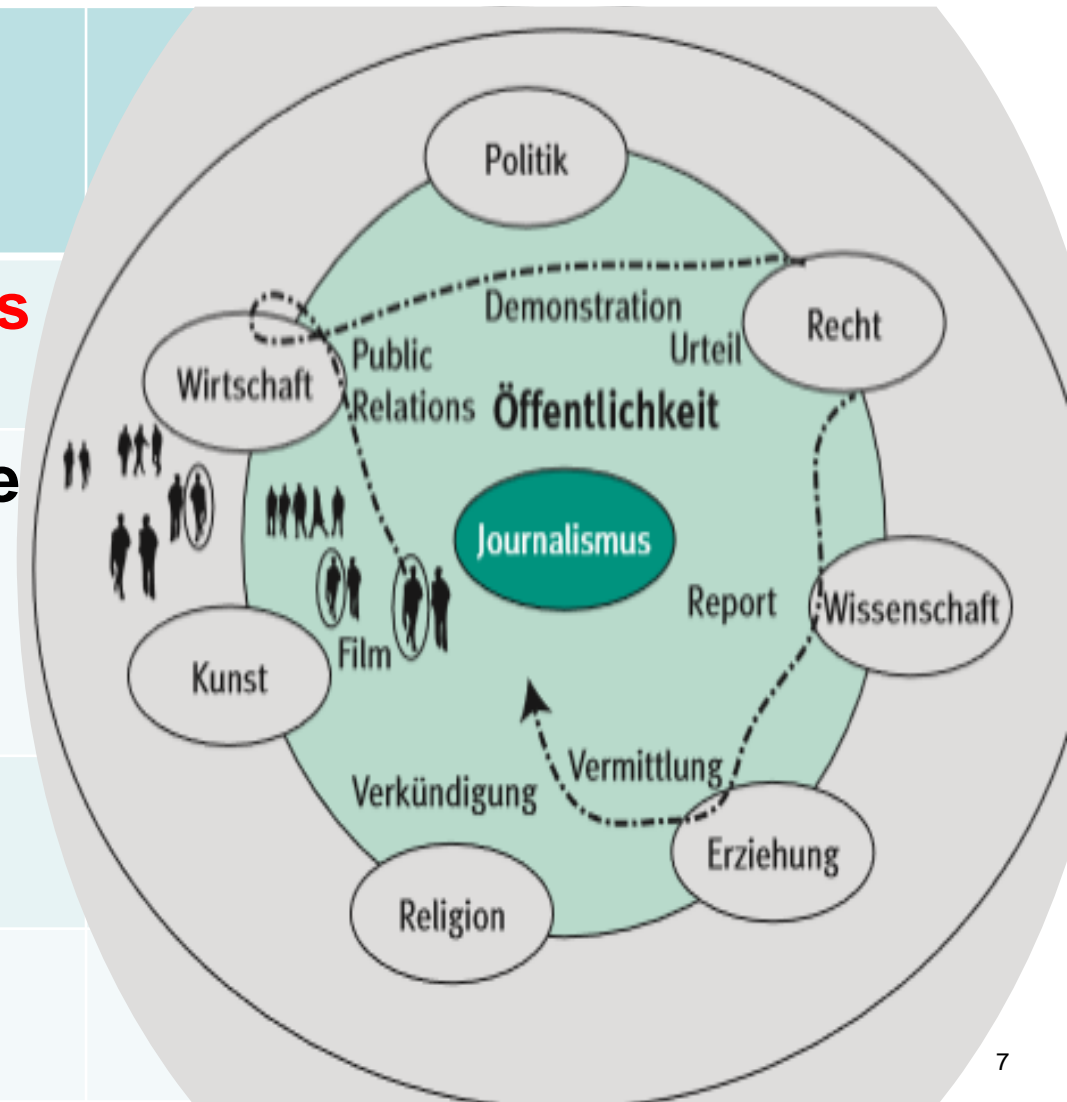 Politik
s
Demonstration
Recht
Urteil
Public
Relations
Wirtschaft
Öffentlichkeit
e
Journalismus
Report
Wissenschaft
Film
Kunst
Vermittlung
Verkündigung
Erziehung
Religion
7